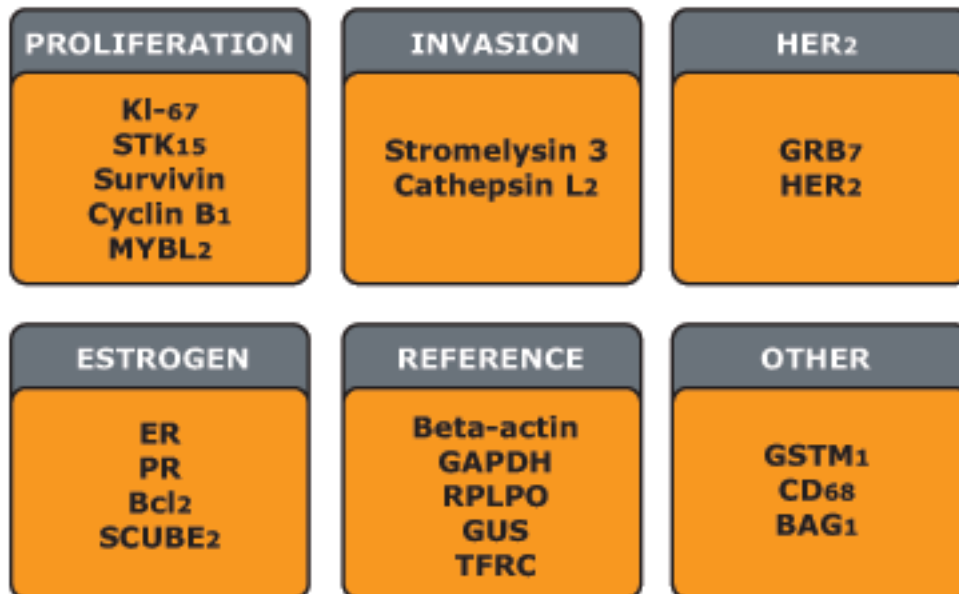 PROLIFERATION
KI-67
STK15
Survivin
Cyclin B1
MYBL2
INVASION
Stromelysin 3
Cathepsin L2
HER2
GRB7
HER2
ESTROGEN
ER
PR
Bcl2
SCUBE2
REFERENCE
Beta-actin
GAPDH
RPLPO
GUS
TFRC
OTHER
GSTM1
CD68
BAG1